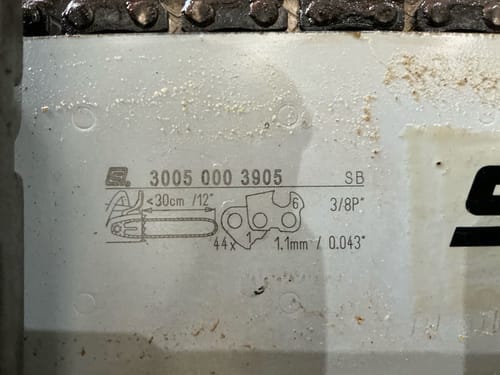 3005 000 3905 SB
<30cm /12"
6 3/8P"
44x 1 1.1mm / 0.043"